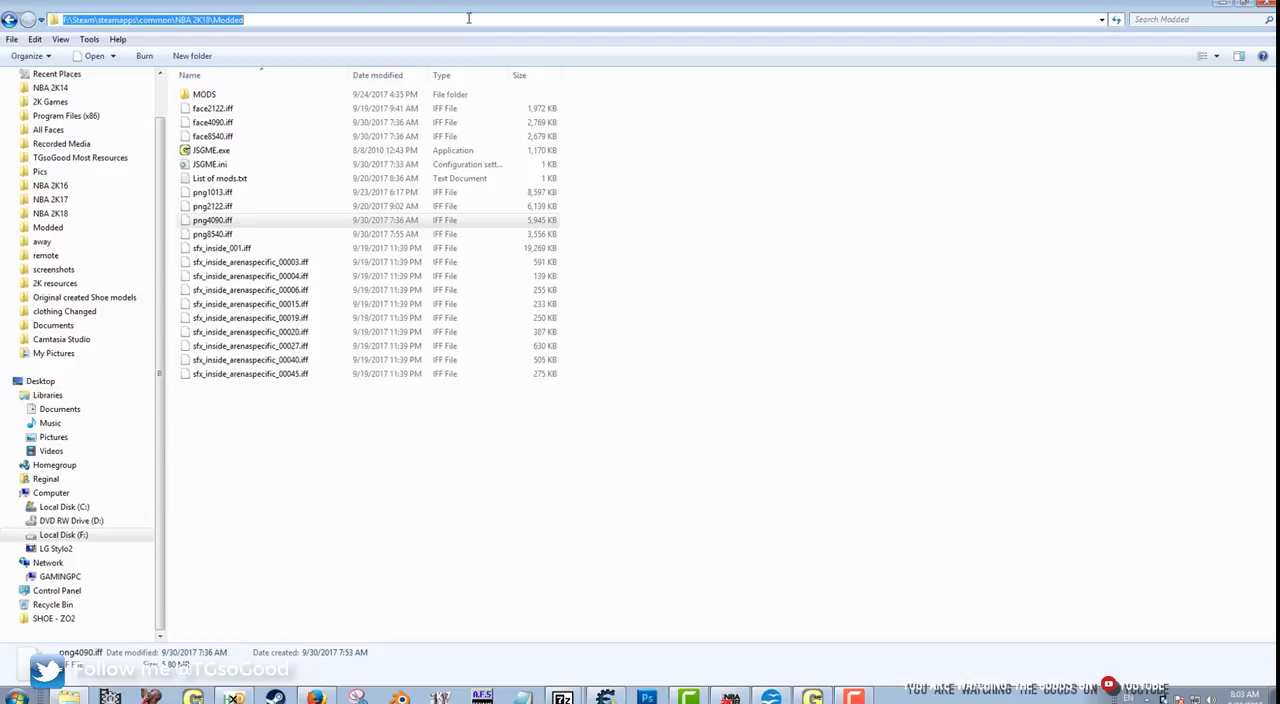 F:\Steam\steamapps\common\NBA 2K18\Modded
Search Modded
File Edit View Tools Help
Organize Open Burn New folder
Name Date modified Type Size
Recent Places
NBA 2K14
2K Games
Program Files (x86)
All Faces
Recorded Media
TGsoGood Most Resources
Pics
NBA 2K16
NBA 2K17
NBA 2K18
Modded
away
remote
screenshots
2K resources
Original created Shoe models
clothing Changed
Documents
Camtasia Studio
My Pictures
Desktop
Libraries
Documents
Music
Pictures
Videos
Homegroup
Reginal
Computer
Local Disk (C:)
DVD RW Drive (D:)
Local Disk (F:)
LG Stylo2
Network
GAMINGPC
Control Panel
Recycle Bin
SHOE - ZO2
MODS 9/24/2017 4:35 PM File folder
face2122.iff 9/19/2017 9:41 AM IFF File 1,972 KB
face4090.iff 9/30/2017 7:36 AM IFF File 2,769 KB
face8540.iff 9/30/2017 7:36 AM IFF File 2,679 KB
JSGME.exe 8/8/2010 12:43 PM Application 1,170 KB
JSGME.ini 9/30/2017 7:33 AM Configuration sett... 1 KB
List of mods.txt 9/20/2017 8:36 AM Text Document 1 KB
png1013.iff 9/23/2017 6:17 PM IFF File 8,597 KB
png2122.iff 9/20/2017 9:02 AM IFF File 6,139 KB
png4090.iff 9/30/2017 7:36 AM IFF File 5,945 KB
png8540.iff 9/30/2017 7:55 AM IFF File 3,556 KB
sfx_inside_001.iff 9/19/2017 11:39 PM IFF File 19,269 KB
sfx_inside_arenaspecific_00003.iff 9/19/2017 11:39 PM IFF File 591 KB
sfx_inside_arenaspecific_00004.iff 9/19/2017 11:39 PM IFF File 139 KB
sfx_inside_arenaspecific_00006.iff 9/19/2017 11:39 PM IFF File 255 KB
sfx_inside_arenaspecific_00015.iff 9/19/2017 11:39 PM IFF File 233 KB
sfx_inside_arenaspecific_00019.iff 9/19/2017 11:39 PM IFF File 250 KB
sfx_inside_arenaspecific_00020.iff 9/19/2017 11:39 PM IFF File 387 KB
sfx_inside_arenaspecific_00027.iff 9/19/2017 11:39 PM IFF File 630 KB
sfx_inside_arenaspecific_00040.iff 9/19/2017 11:39 PM IFF File 505 KB
sfx_inside_arenaspecific_00045.iff 9/19/2017 11:39 PM IFF File 275 KB
png4090.iff Date modified: 9/30/2017 7:36 AM Date created: 9/30/2017 7:53 AM
Size: 5.80 MB
Follow me @TGsoGood
A.F.S
7z
Ps
EN
8:03 AM